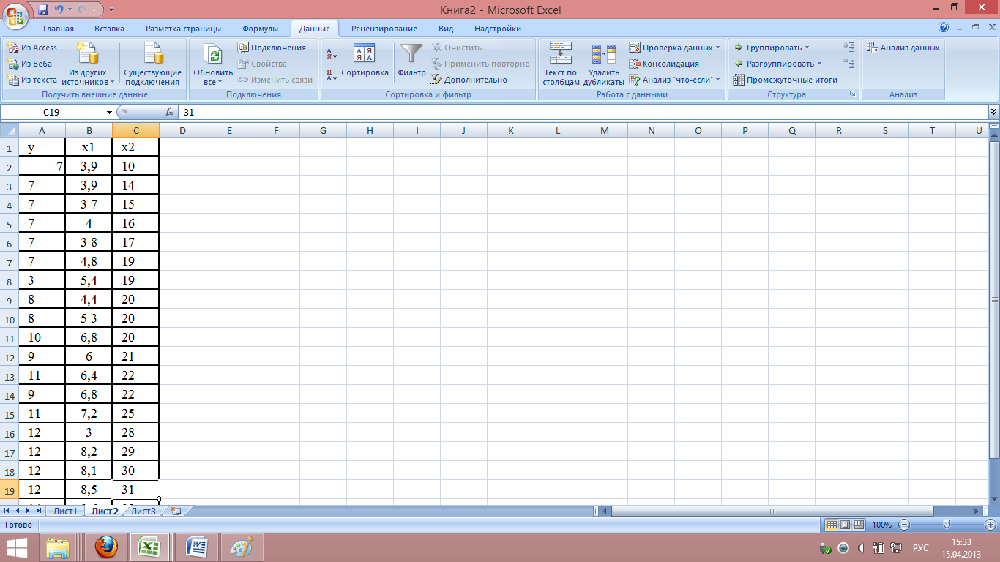 Книга2 - Microsoft Excel
Главная Вставка Разметка страницы Формулы Данные Рецензирование Вид Надстройки
Из Access
Из Веба
Из текста
Из других источников
Существующие подключения
Получить внешние данные
Обновить все
Подключения
Свойства
Изменить связи
Подключения
Сортировка
Фильтр
Очистить
Применить повторно
Дополнительно
Сортировка и фильтр
Текст по столбцам
Удалить дубликаты
Проверка данных
Консолидация
Анализ "что-если"
Работа с данными
Группировать
Разгруппировать
Промежуточные итоги
Структура
Анализ данных
Анализ
C19 fx 31
A B C D E F G H I J K L M N O P Q R S T U
1 y x1 x2
2 7 3,9 10
3 7 3,9 14
4 7 3 7 15
5 7 4 16
6 7 3 8 17
7 7 4,8 19
8 3 5,4 19
9 8 4,4 20
10 8 5 3 20
11 10 6,8 20
12 9 6 21
13 11 6,4 22
14 9 6,8 22
15 11 7,2 25
16 12 3 28
17 12 8,2 29
18 12 8,1 30
19 12 8,5 31
Лист1 Лист2 Лист3
Готово 100%
РУС 15:33
15.04.2013